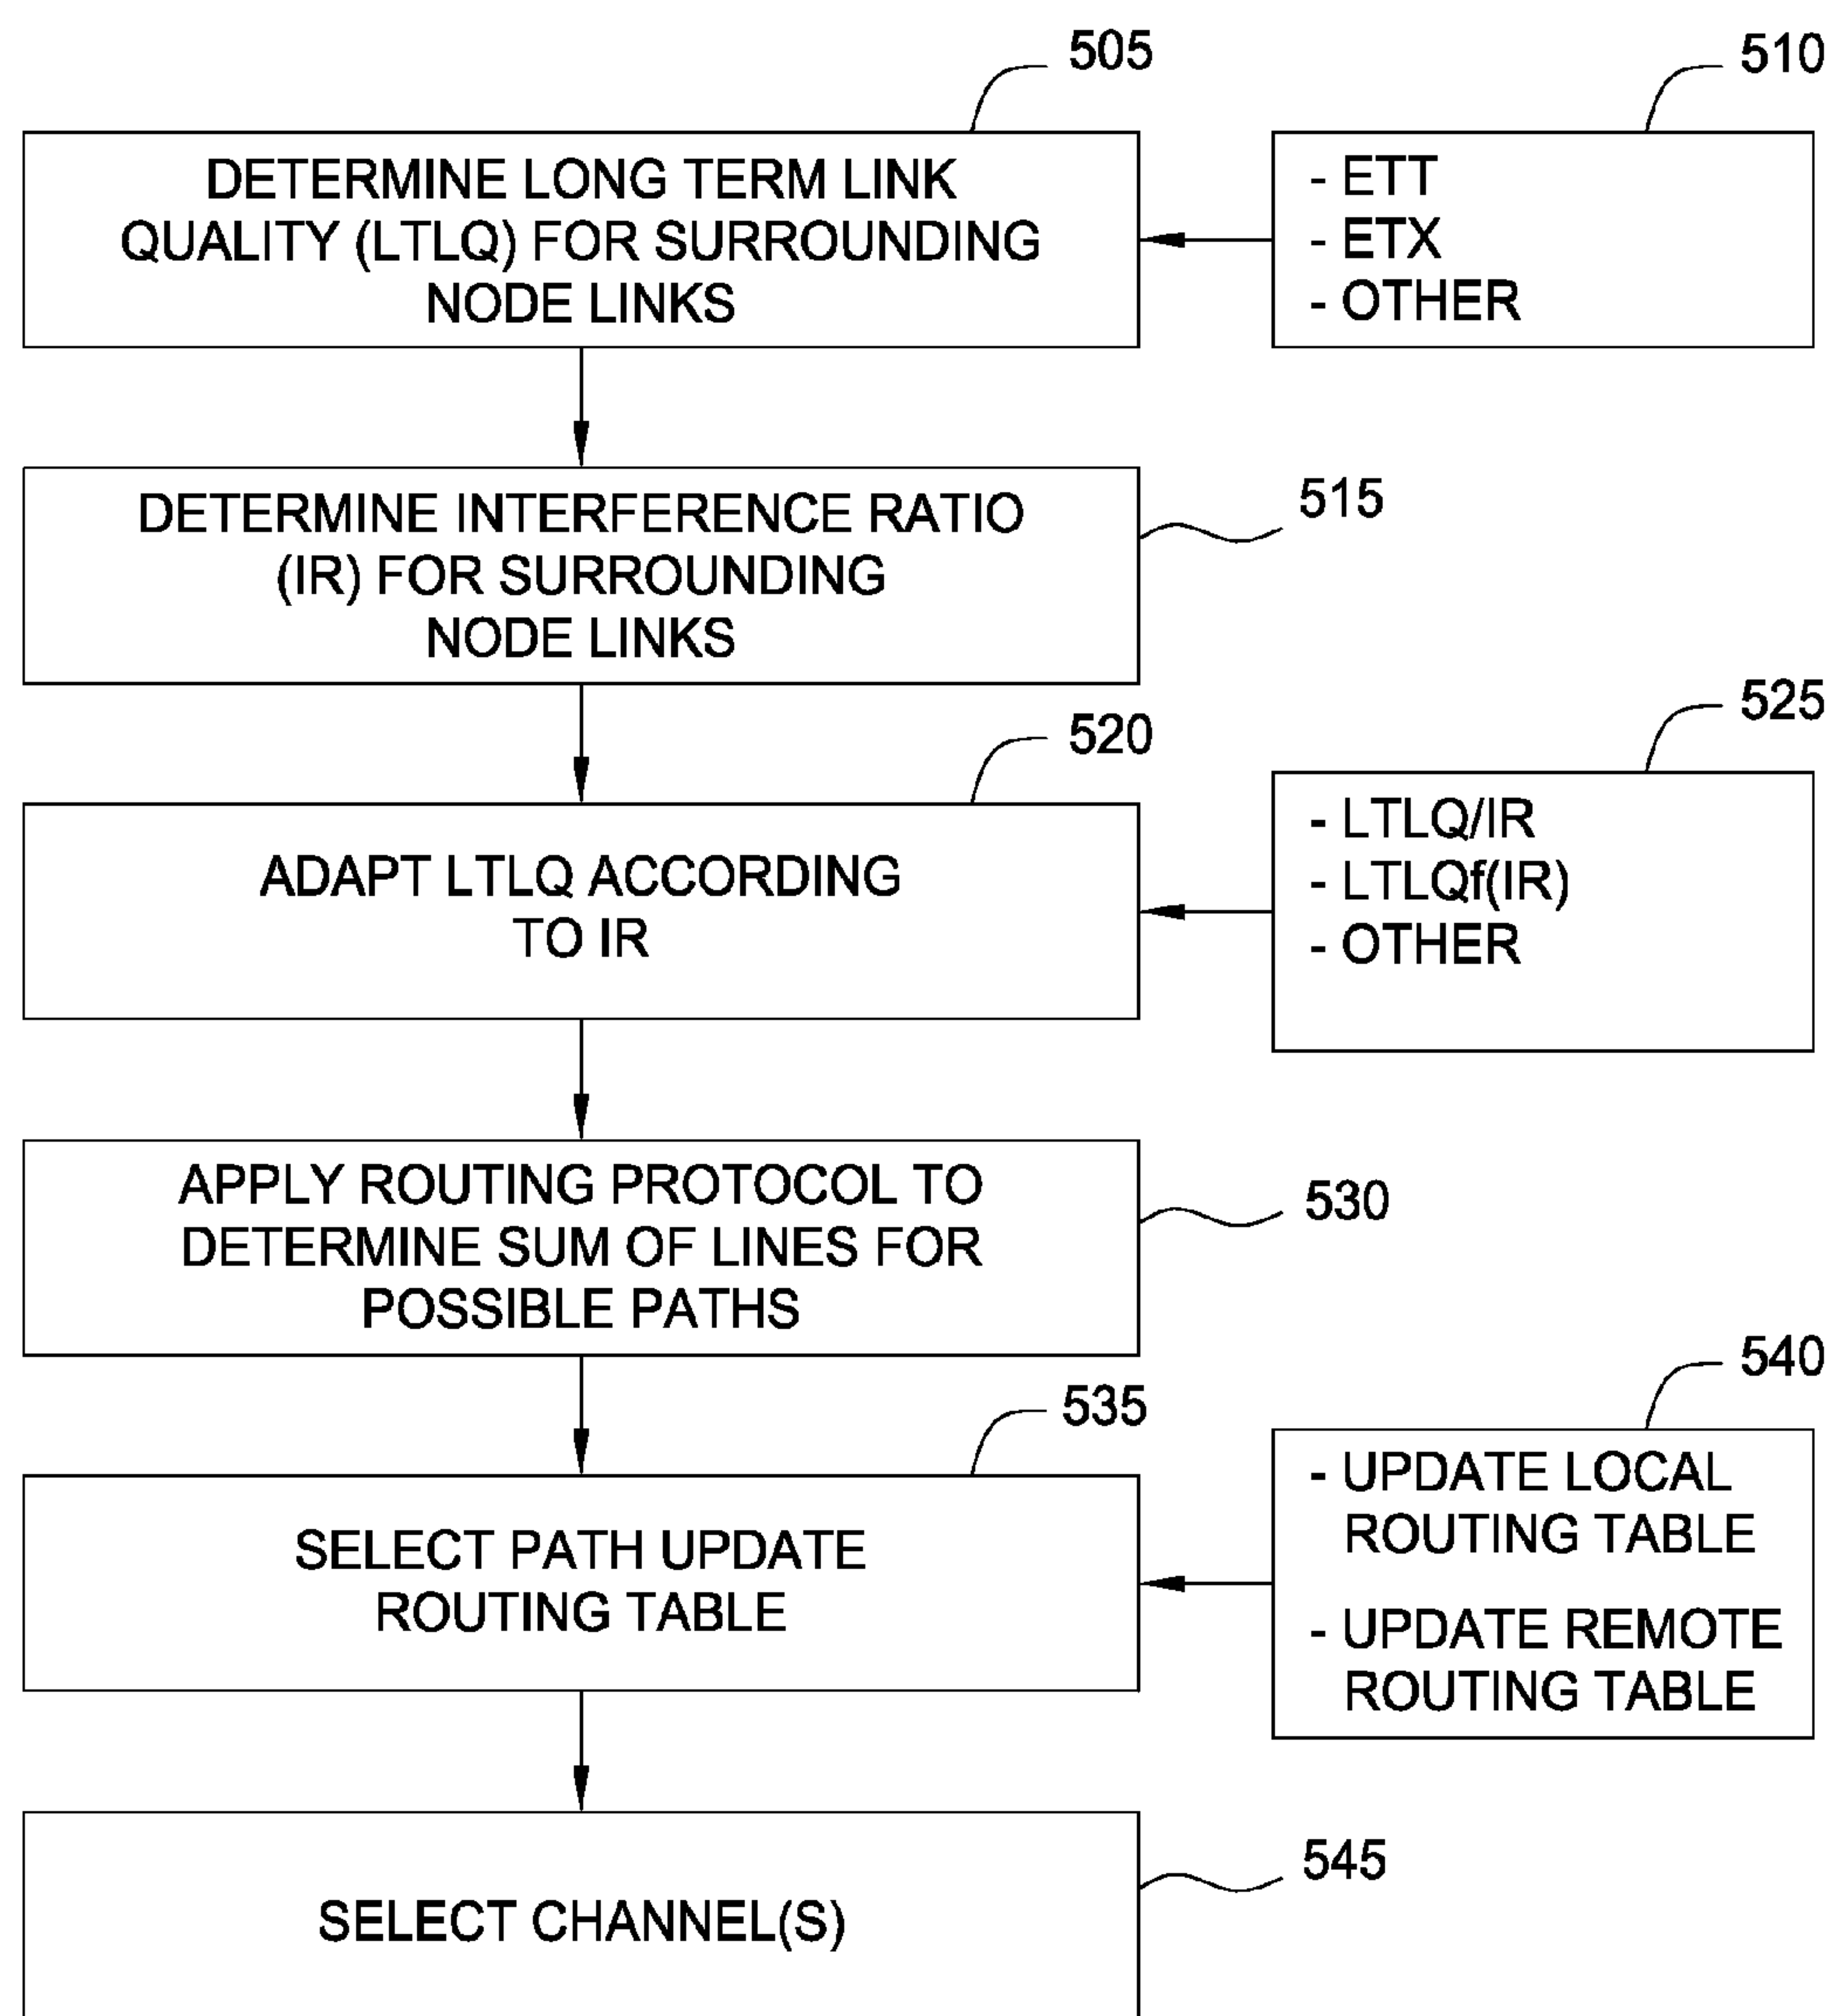 505
510
DETERMINE LONG TERM LINK
QUALITY (LTLQ) FOR SURROUNDING
NODE LINKS
- ETT
- ETX
- OTHER
DETERMINE INTERFERENCE RATIO
(IR) FOR SURROUNDING
NODE LINKS
515
520
525
ADAPT LTLQ ACCORDING
TO IR
- LTLQ/IR
- LTLQf(IR)
- OTHER
APPLY ROUTING PROTOCOL TO
DETERMINE SUM OF LINES FOR
POSSIBLE PATHS
530
535
540
SELECT PATH UPDATE
ROUTING TABLE
- UPDATE LOCAL
ROUTING TABLE
- UPDATE REMOTE
ROUTING TABLE
SELECT CHANNEL(S)
545